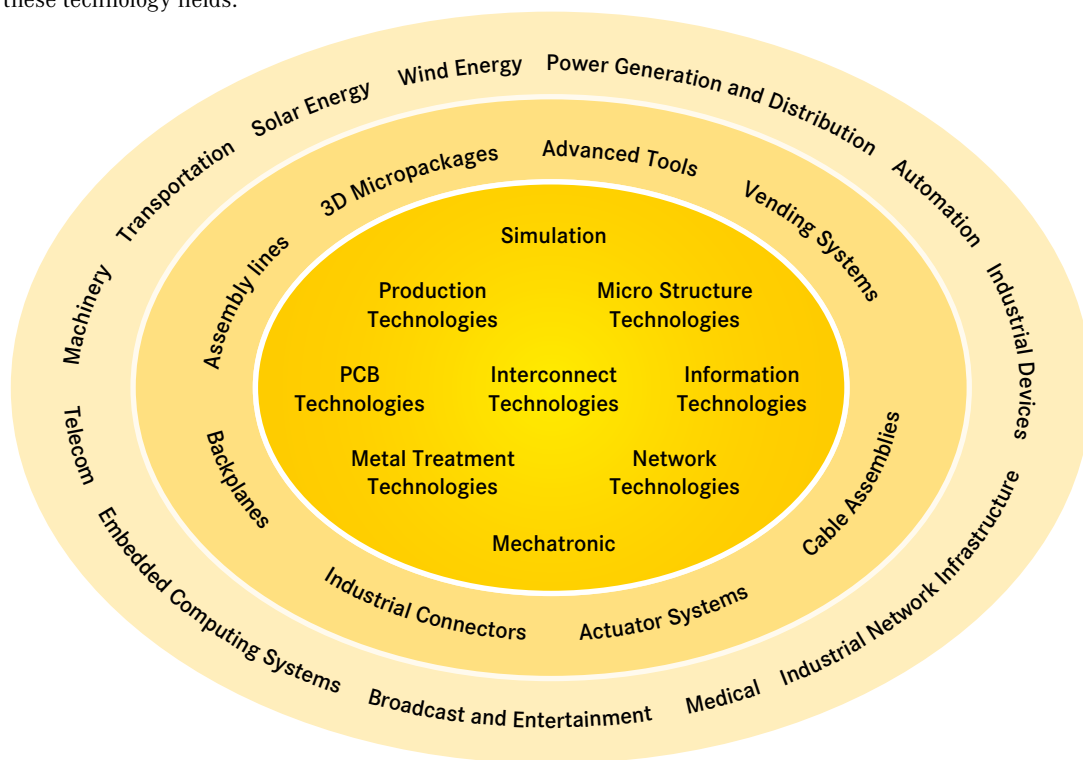 these technology fields.
Wind Energy
Power Generation and Distribution
Solar Energy
Automation
Transportation
Industrial Devices
Machinery
Telecom
Industrial Network Infrastructure
Embedded Computing Systems
Medical
Broadcast and Entertainment
3D Micropackages
Advanced Tools
Vending Systems
Assembly lines
Backplanes
Cable Assemblies
Industrial Connectors
Actuator Systems
Simulation
Production
Technologies
Micro Structure
Technologies
PCB
Technologies
Interconnect
Technologies
Information
Technologies
Metal Treatment
Technologies
Network
Technologies
Mechatronic